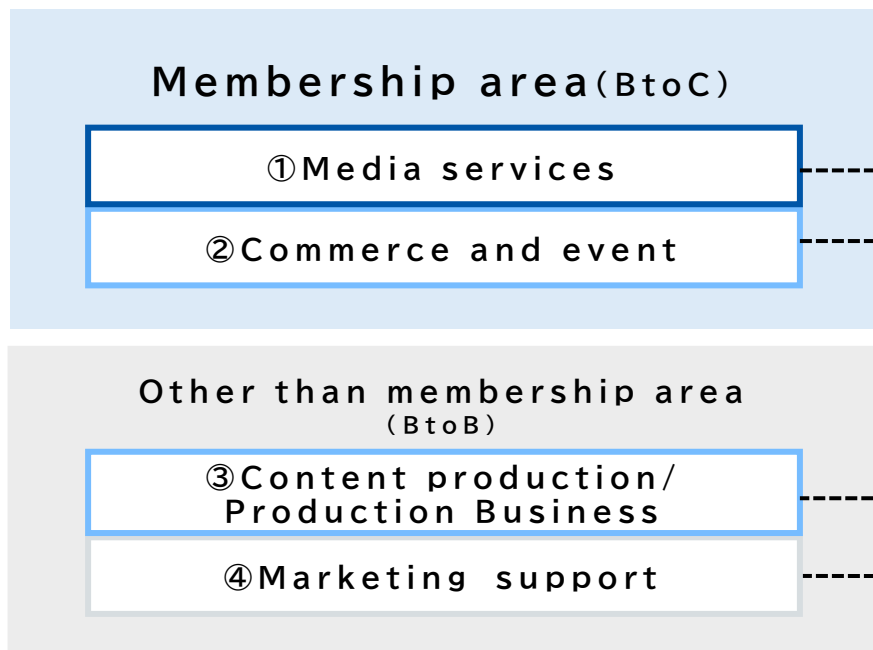 Membership area(BtoC)
①Media services
②Commerce and event
Other than membership area
(BtoB)
③Content production/
Production Business
④Marketing support